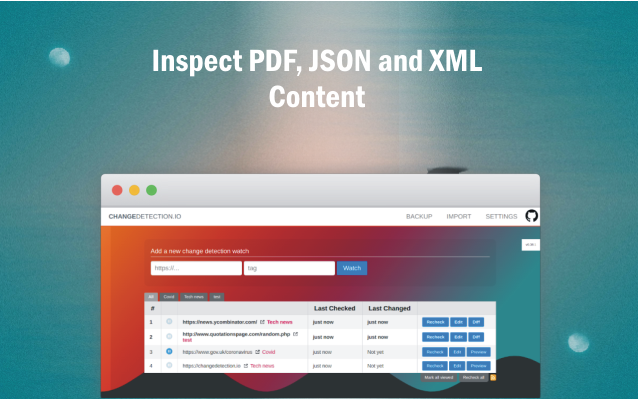 Inspect PDF, JSON and XML
Content
CHANGEDETECTION.IO BACKUP IMPORT SETTINGS
Add a new change detection watch
https://... tag Watch
All Covid Tech news test
# Last Checked Last Changed
1 https://news.ycombinator.com/ Tech news just now just now Recheck Edit Diff
2 http://www.quotationspage.com/random.php test just now just now Recheck Edit Diff
3 https://www.gov.uk/coronavirus Covid just now Not yet Recheck Edit Preview
4 https://changedetection.io Tech news just now Not yet Recheck Edit Preview
Mark all viewed Recheck all